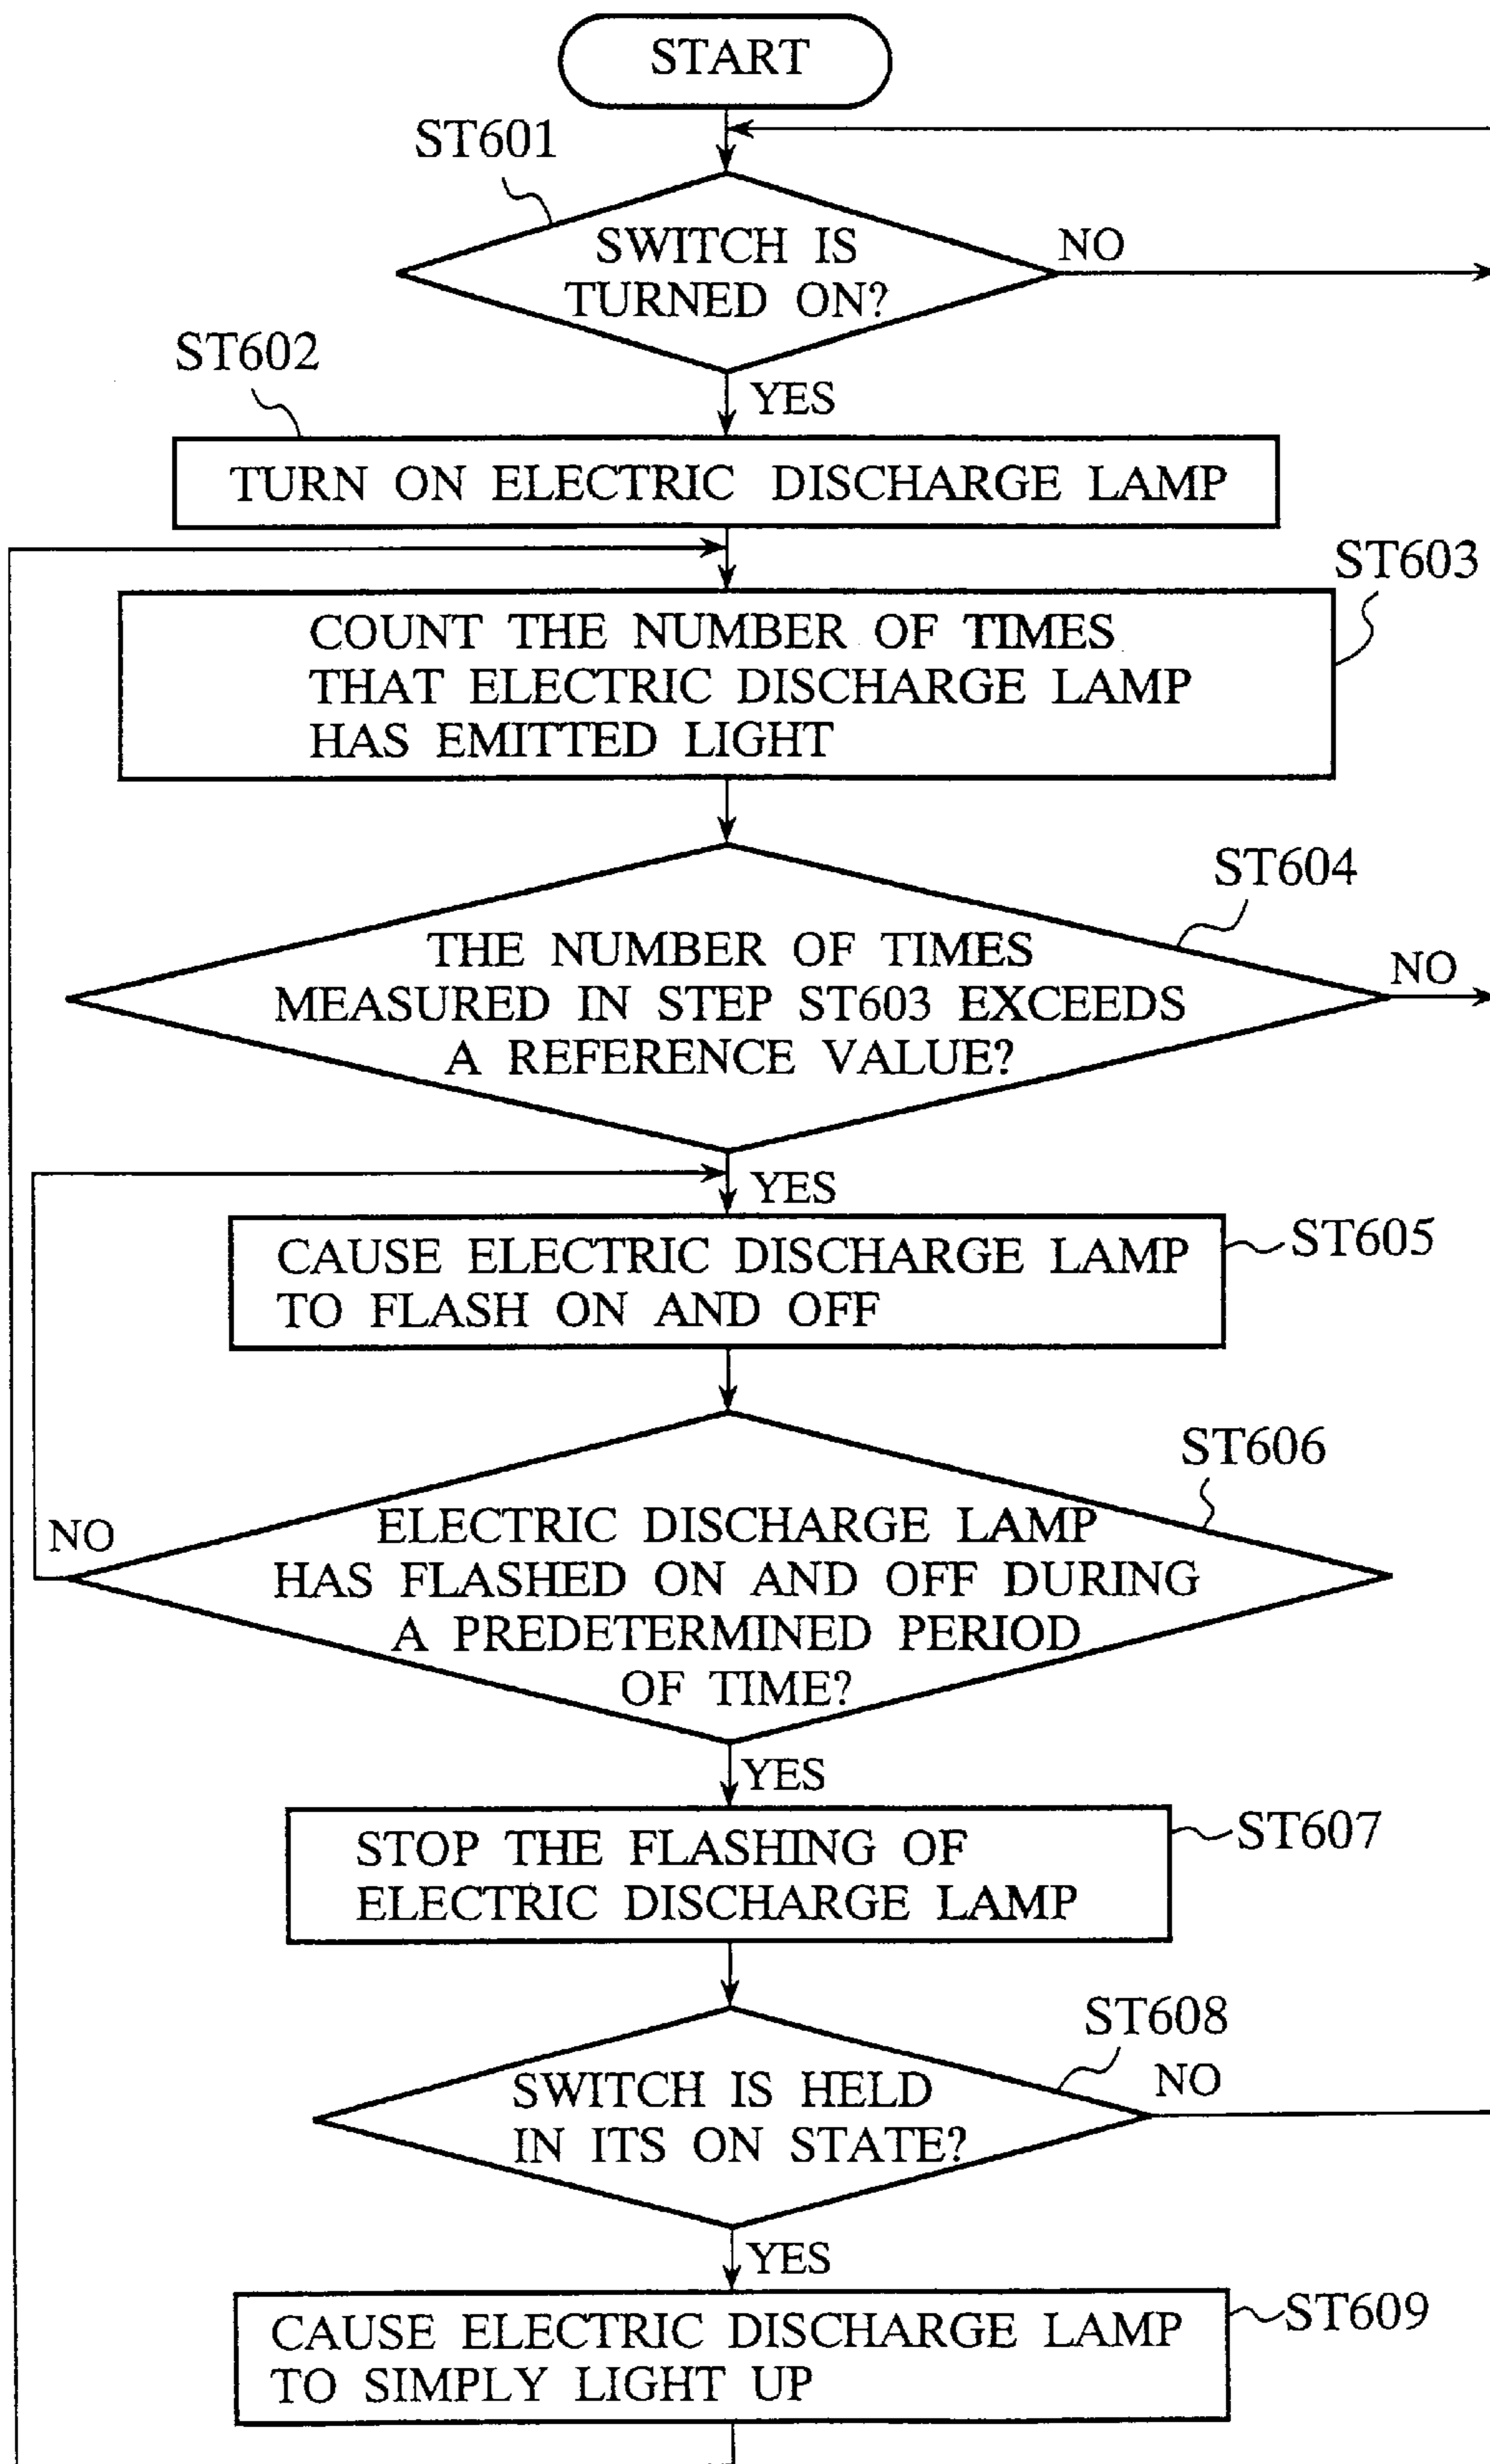 START
ST601
SWITCH IS
TURNED ON?
NO
ST602
YES
TURN ON ELECTRIC DISCHARGE LAMP
ST603
COUNT THE NUMBER OF TIMES
THAT ELECTRIC DISCHARGE LAMP
HAS EMITTED LIGHT
ST604
THE NUMBER OF TIMES
MEASURED IN STEP ST603 EXCEEDS
A REFERENCE VALUE?
NO
YES
CAUSE ELECTRIC DISCHARGE LAMP
TO FLASH ON AND OFF
ST605
ST606
NO
ELECTRIC DISCHARGE LAMP
HAS FLASHED ON AND OFF DURING
A PREDETERMINED PERIOD
OF TIME?
YES
STOP THE FLASHING OF
ELECTRIC DISCHARGE LAMP
ST607
ST608
SWITCH IS HELD
IN ITS ON STATE?
NO
YES
CAUSE ELECTRIC DISCHARGE LAMP
TO SIMPLY LIGHT UP
ST609